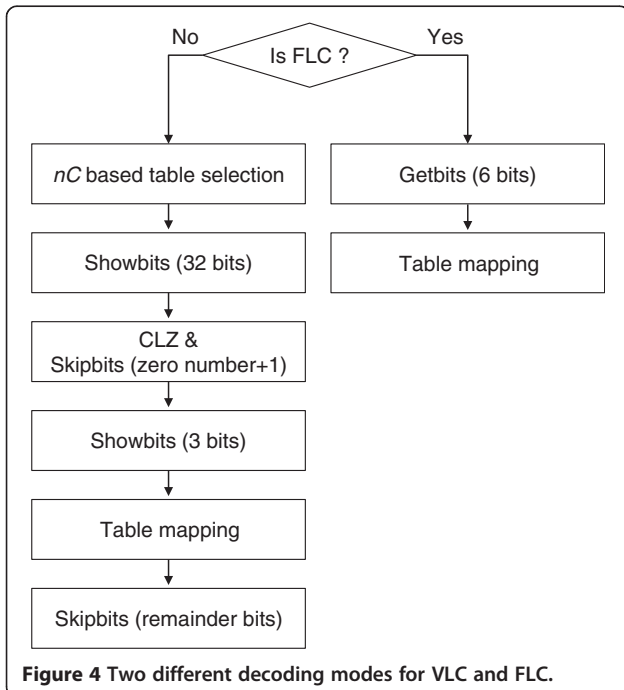 No
Yes
Is FLC ?
nC based table selection
Getbits (6 bits)
Showbits (32 bits)
Table mapping
CLZ &
Skipbits (zero number+1)
Showbits (3 bits)
Table mapping
Skipbits (remainder bits)
Figure 4 Two different decoding modes for VLC and FLC.